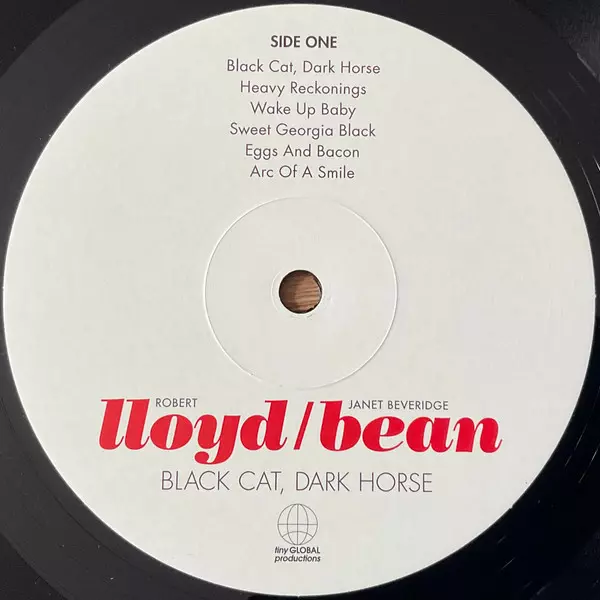 SIDE ONE
Black Cat, Dark Horse
Heavy Reckonings
Wake Up Baby
Sweet Georgia Black
Eggs And Bacon
Arc Of A Smile
ROBERT JANET BEVERIDGE
lloyd/bean
BLACK CAT, DARK HORSE
tiny GLOBAL
productions